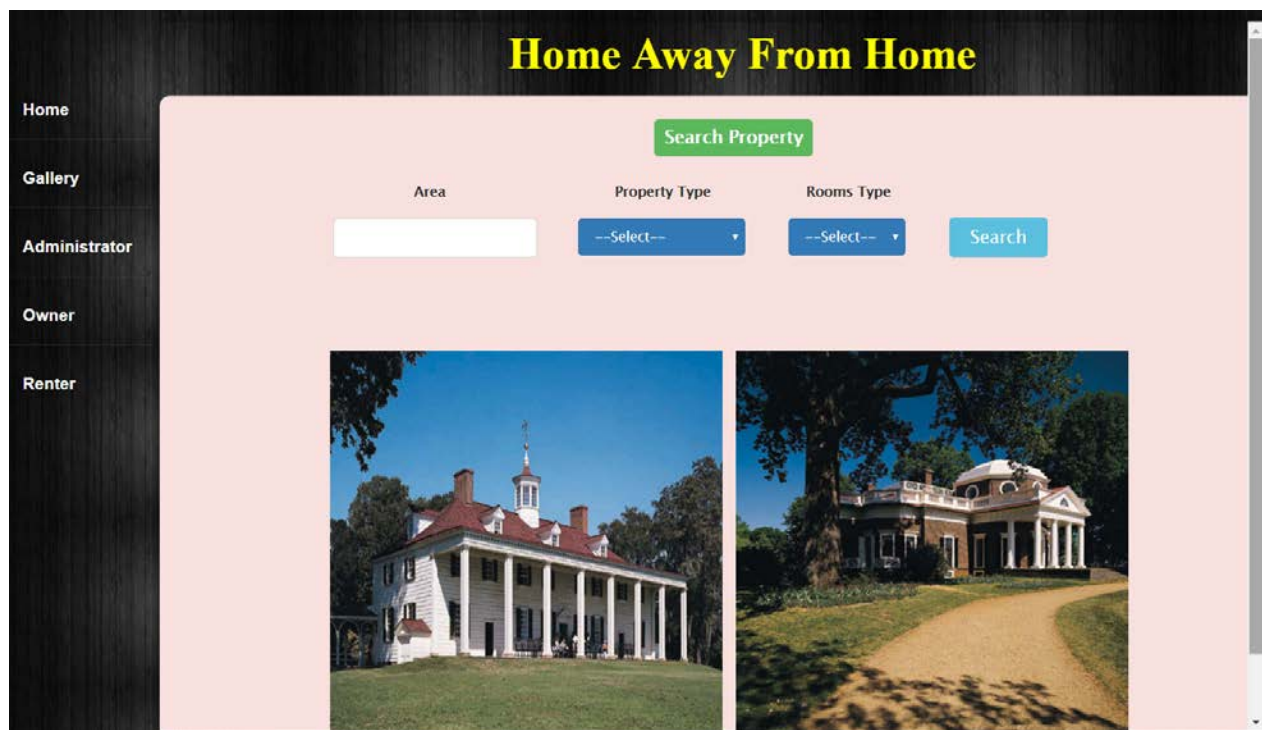 Home Away From Home
Home
Gallery
Administrator
Owner
Renter
Search Property
Area
Property Type
Rooms Type
--Select--
--Select--
Search